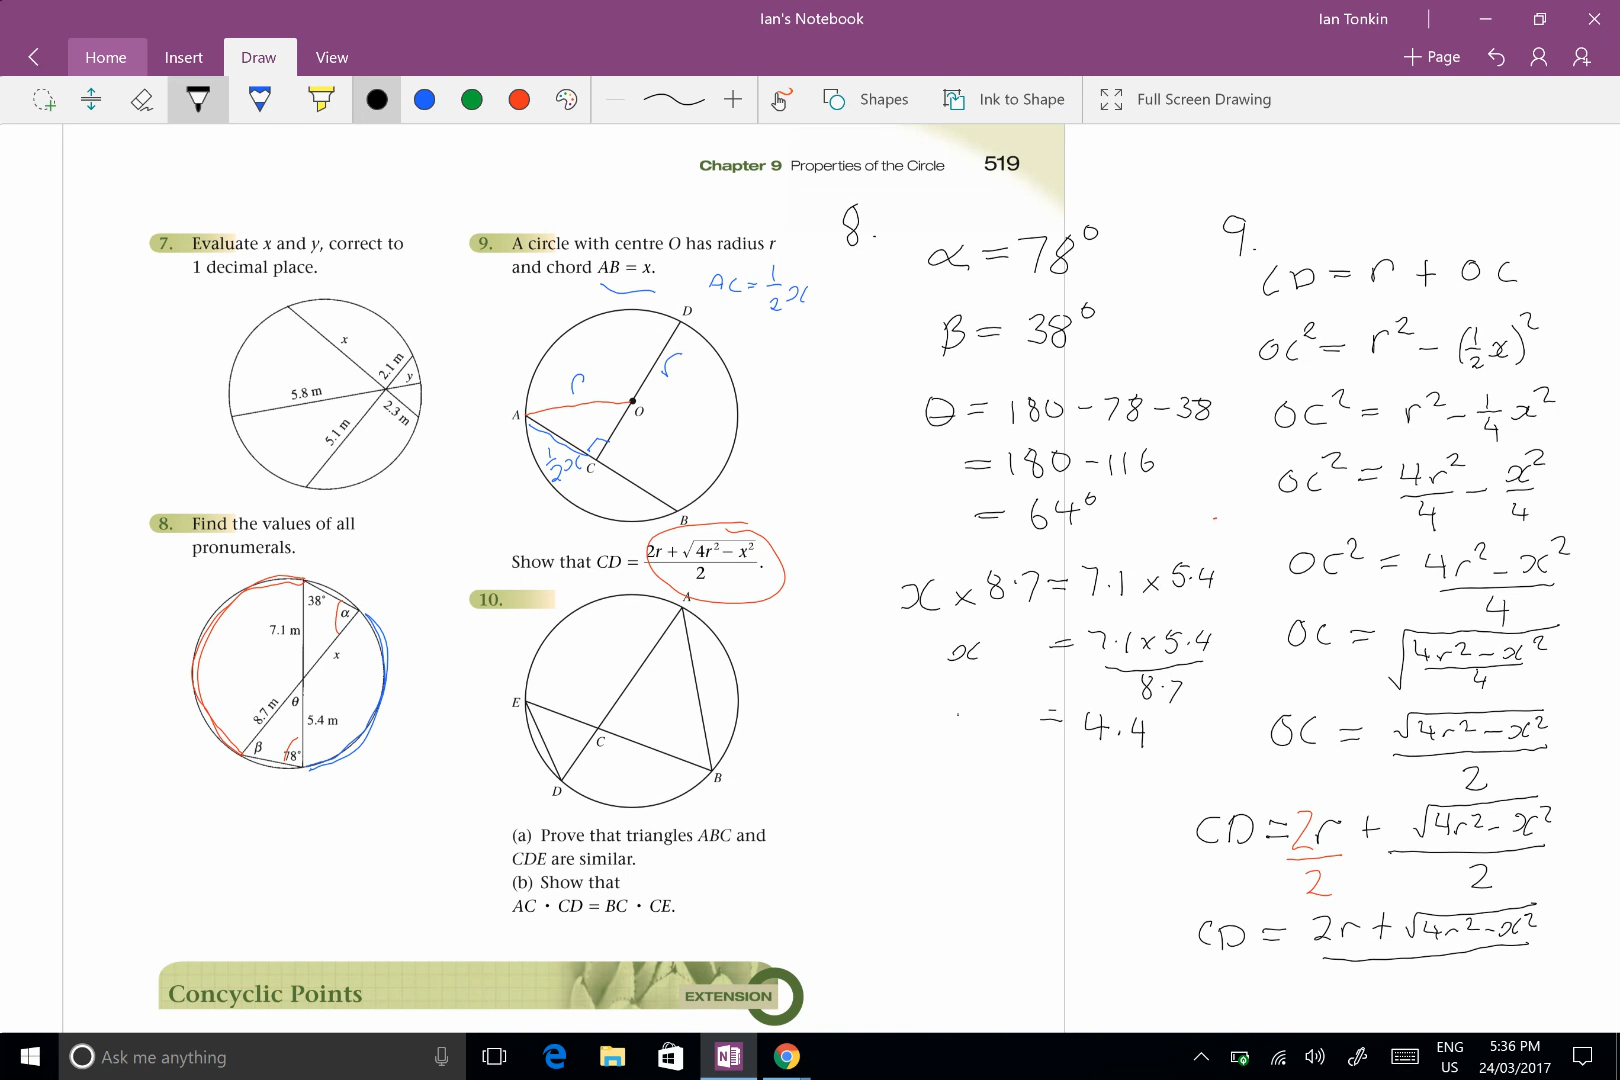 Ian's Notebook
Ian Tonkin
Home Insert Draw View
Page
Shapes Ink to Shape Full Screen Drawing
Chapter 9 Properties of the Circle 519
7. Evaluate x and y, correct to
1 decimal place.
x
2.1 m
y
5.8 m
2.3 m
5.1 m
8. Find the values of all
pronumerals.
38°
α
7.1 m
x
8.7 m
θ
5.4 m
β
78°
9. A circle with centre O has radius r
and chord AB = x.
AC = 1/2 x
D
r
r
A
O
1/2 x
C
B
Show that CD = (2r + √(4r² − x²))/2.
10.
A
E
C
B
D
(a) Prove that triangles ABC and
CDE are similar.
(b) Show that
AC · CD = BC · CE.
Concyclic Points
EXTENSION
8.
α = 78°
β = 38°
θ = 180 - 78 - 38
= 180 - 116
= 64°
x × 8.7 = 7.1 × 5.4
x = 7.1 × 5.4 / 8.7
= 4.4
9.
CD = r + OC
OC² = r² - (1/2 x)²
OC² = r² - 1/4 x²
OC² = 4r²/4 - x²/4
OC² = (4r² - x²)/4
OC = √((4r² - x²)/4)
OC = √(4r² - x²)/2
CD = 2r/2 + √(4r² - x²)/2
CD = 2r + √(4r² - x²)
Ask me anything
ENG
US
5:36 PM
24/03/2017